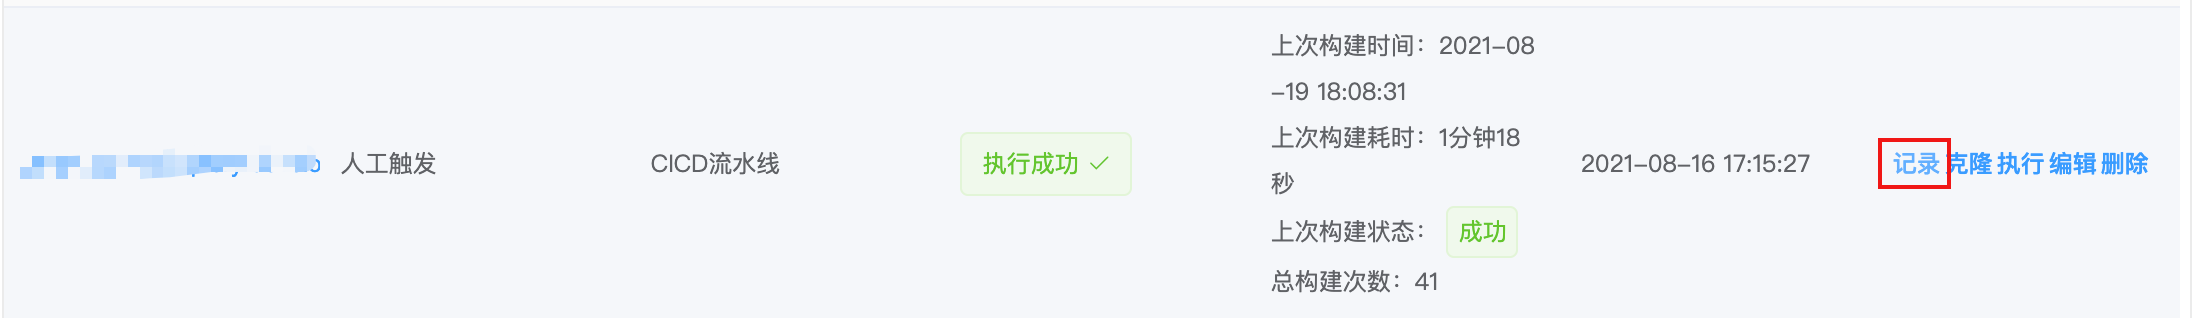 上次构建时间：2021-08
-19 18:08:31
上次构建耗时：1分钟18
秒
人工触发 CICD流水线 执行成功 2021-08-16 17:15:27 记录 克隆 执行 编辑 删除
上次构建状态： 成功
总构建次数：41